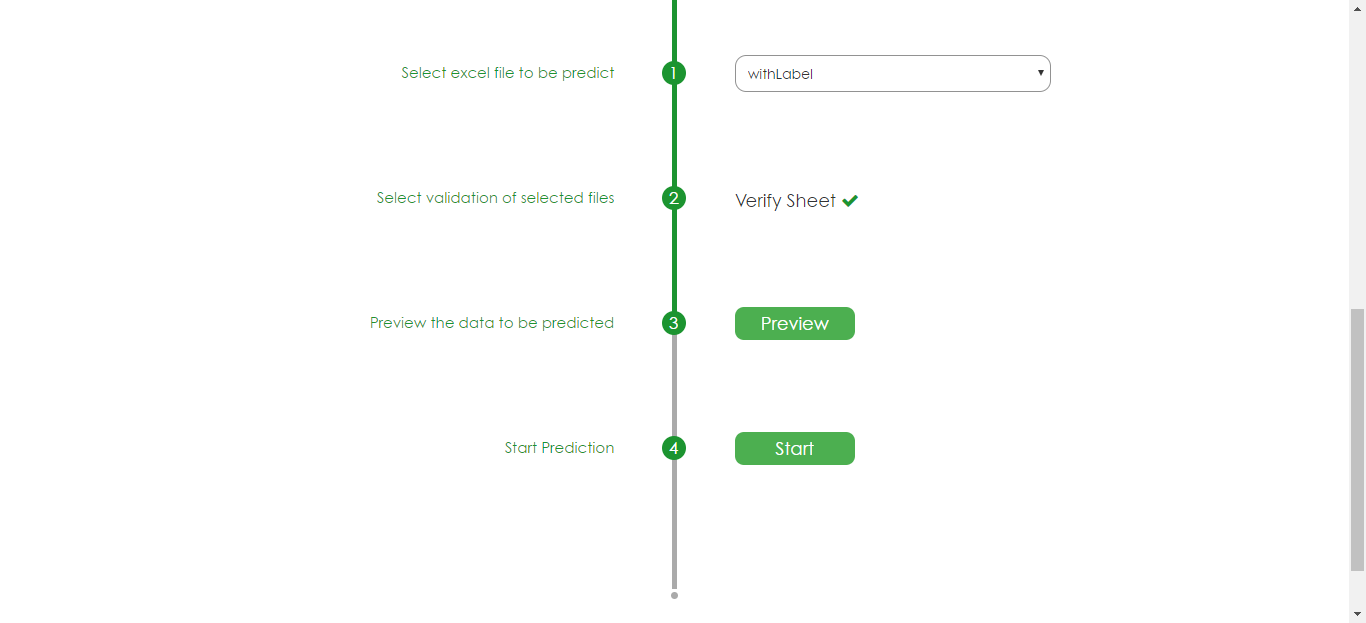 Select excel file to be predict 1 withLabel
Select validation of selected files 2 Verify Sheet
Preview the data to be predicted 3 Preview
Start Prediction 4 Start